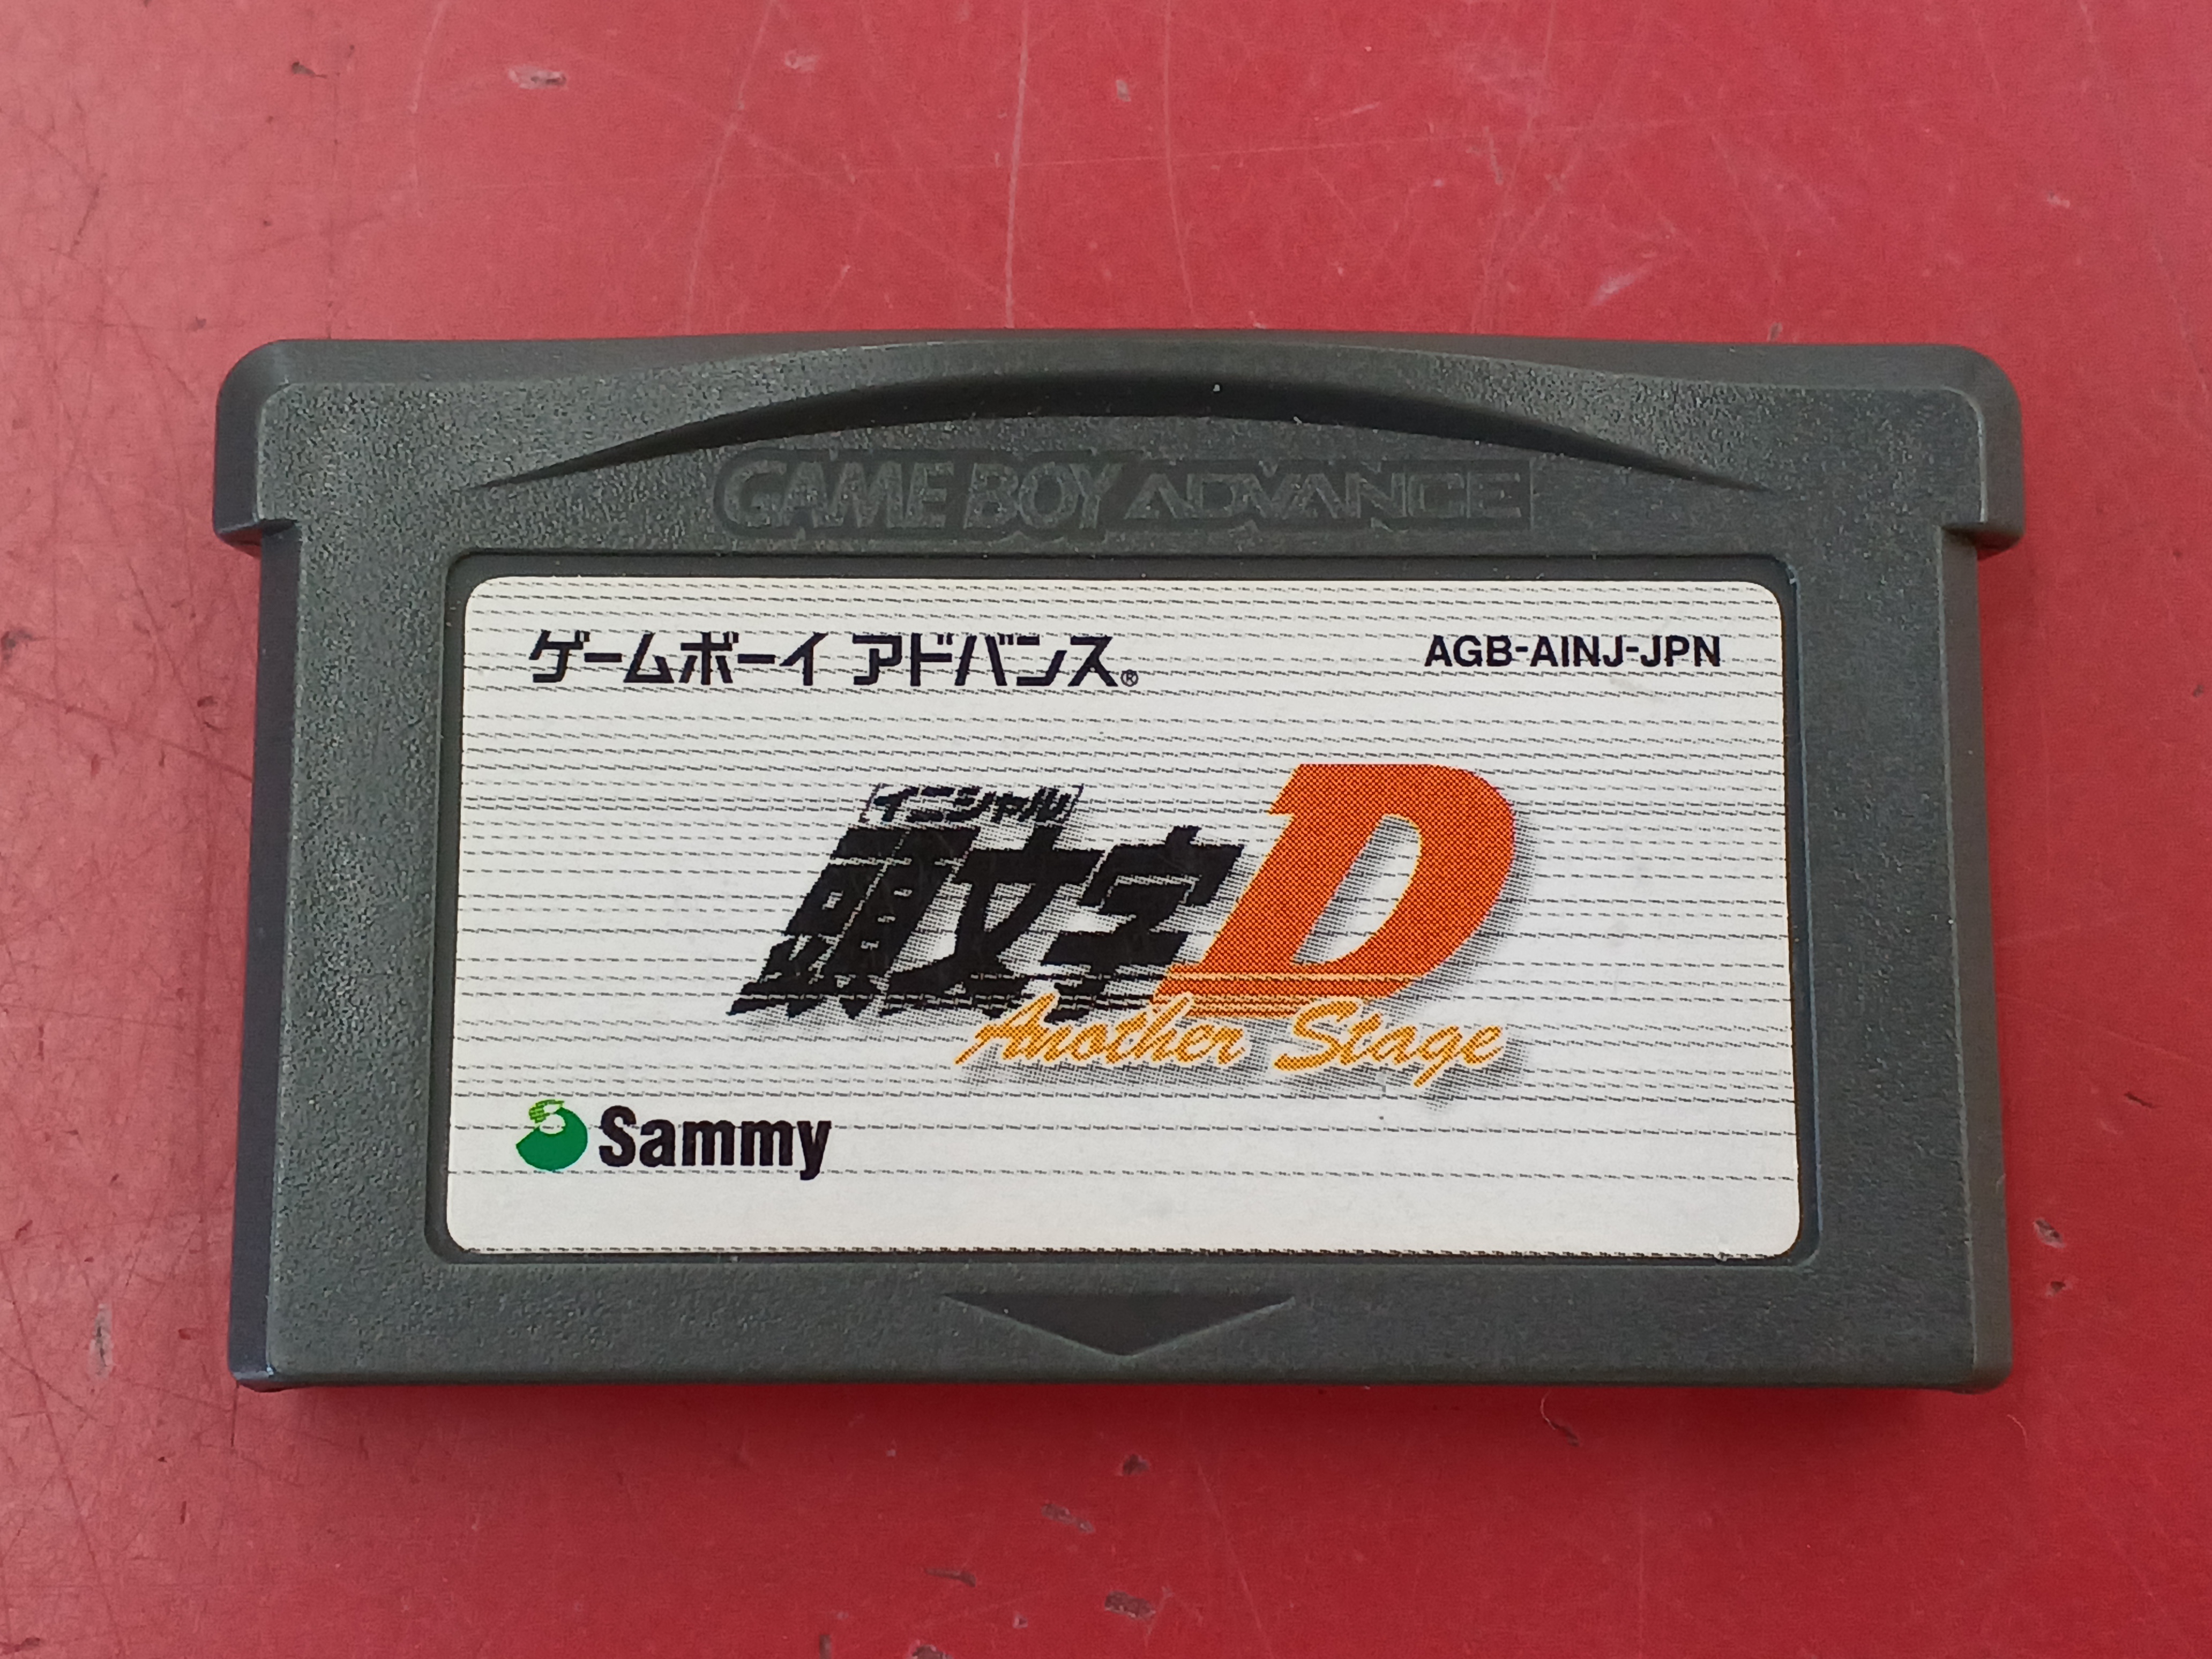 GAME BOY ADVANCE
ゲームボーイ アドバンス®
AGB-AINJ-JPN
イニシャル
頭文字D
Another Stage
Sammy